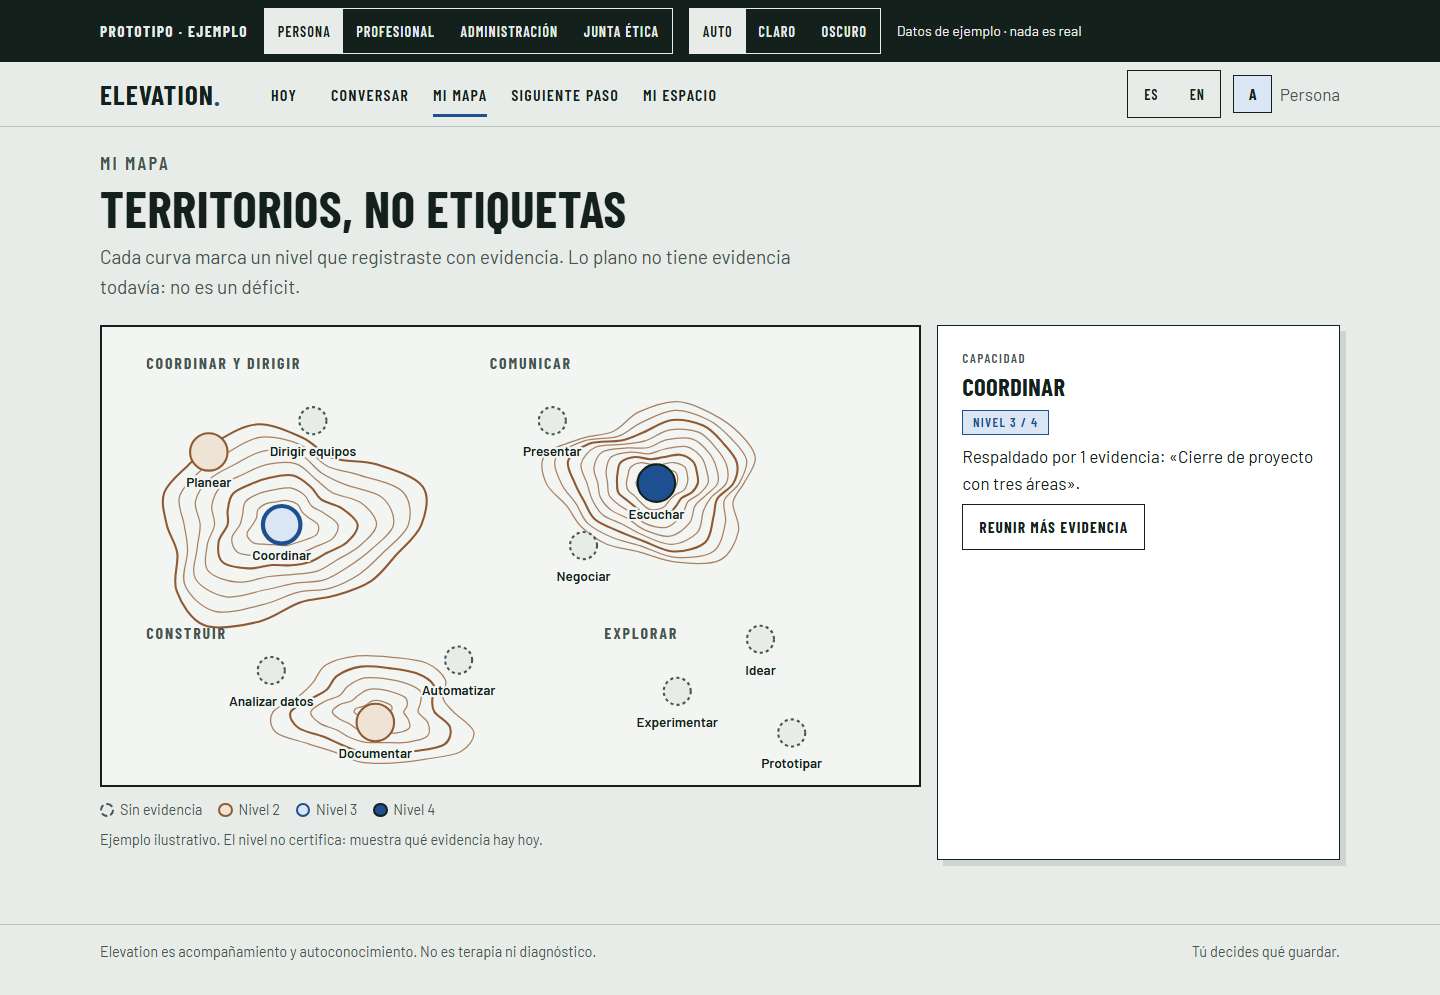 PROTOTIPO · EJEMPLO
PERSONA PROFESIONAL ADMINISTRACIÓN JUNTA ÉTICA
AUTO CLARO OSCURO
Datos de ejemplo · nada es real
ELEVATION.
HOY CONVERSAR MI MAPA SIGUIENTE PASO MI ESPACIO
ES EN
A Persona
MI MAPA
TERRITORIOS, NO ETIQUETAS
Cada curva marca un nivel que registraste con evidencia. Lo plano no tiene evidencia
todavía: no es un déficit.
COORDINAR Y DIRIGIR
Dirigir equipos
Planear
Coordinar
COMUNICAR
Presentar
Escuchar
Negociar
CONSTRUIR
Analizar datos
Automatizar
Documentar
EXPLORAR
Idear
Experimentar
Prototipar
Sin evidencia Nivel 2 Nivel 3 Nivel 4
Ejemplo ilustrativo. El nivel no certifica: muestra qué evidencia hay hoy.
CAPACIDAD
COORDINAR
NIVEL 3 / 4
Respaldado por 1 evidencia: «Cierre de proyecto
con tres áreas».
REUNIR MÁS EVIDENCIA
Elevation es acompañamiento y autoconocimiento. No es terapia ni diagnóstico.
Tú decides qué guardar.